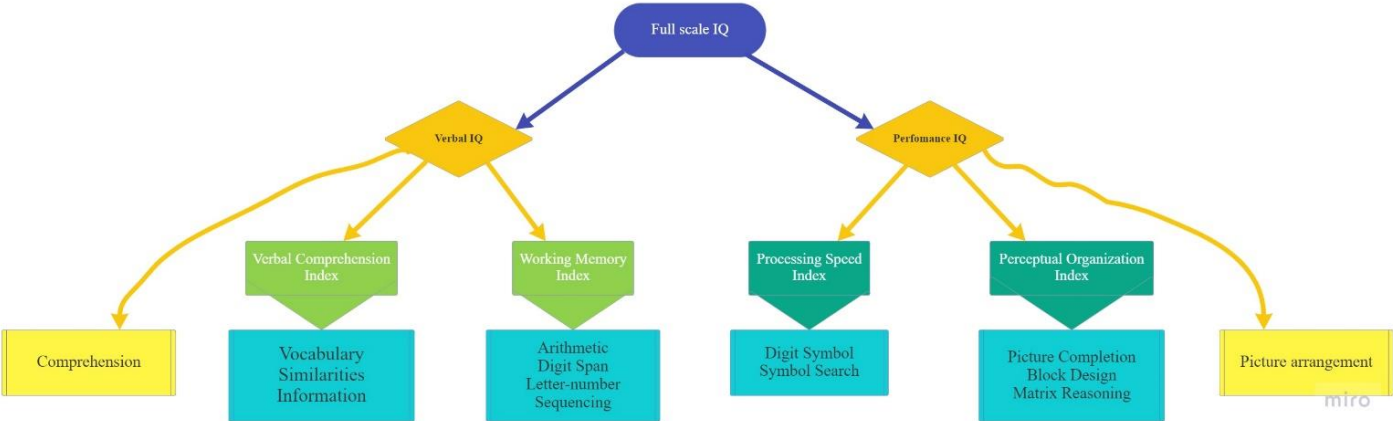 Full scale IQ
Verbal IQ
Perfomance IQ
Verbal Comprehension
Index
Working Memory
Index
Processing Speed
Index
Perceptual Organization
Index
Comprehension
Vocabulary
Similarities
Information
Arithmetic
Digit Span
Letter-number
Sequencing
Digit Symbol
Symbol Search
Picture Completion
Block Design
Matrix Reasoning
Picture arrangement
miro